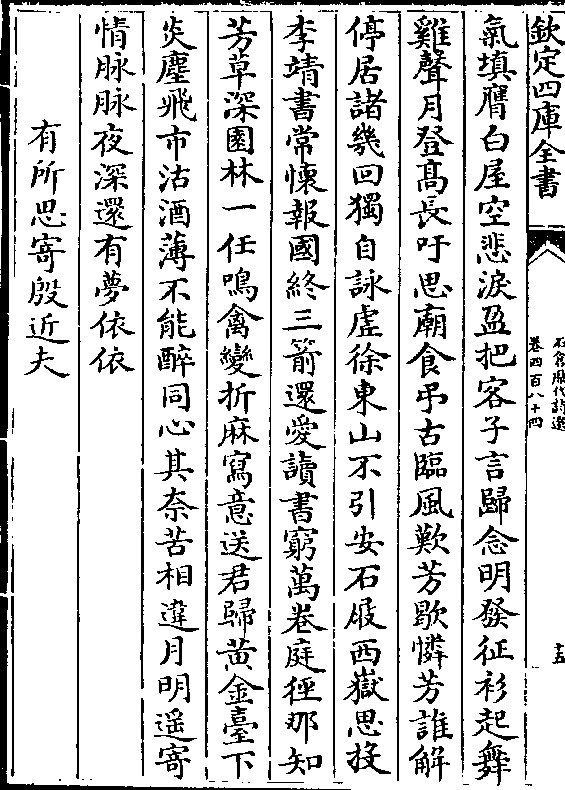 欽定四庫全書
石倉歷代詩選
卷四百八十四
十五
氣填膺白屋空悲淚盈把客子言歸念明發征衫起舞
雞聲月登髙長吁思廟食弔古臨風歎芳歇憐芳誰解
停居諸幾回獨自詠虚徐東山不引安石屐西嶽思投
李靖書常懷報國終三箭還愛讀書窮萬卷庭徑那知
芳草深園林一任鳴禽變折麻寫意送君歸黄金臺下
炎塵飛市沽酒薄不能醉同心其奈苦相違月明遥寄
情脉脉夜深還有夢依依
有所思寄殷近夫